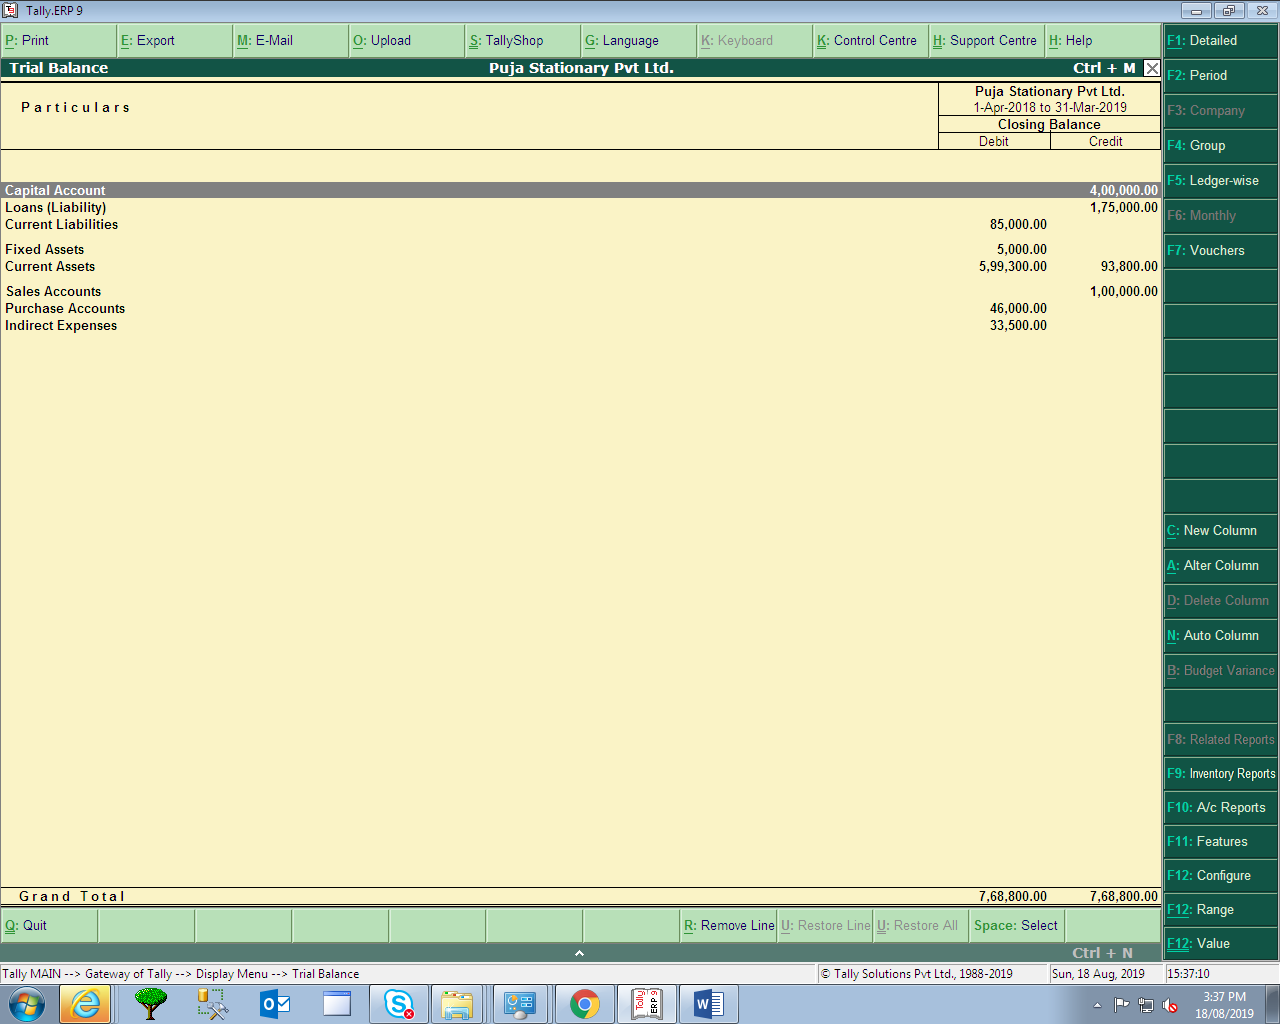 Tally.ERP 9
P: Print E: Export M: E-Mail O: Upload S: TallyShop G: Language K: Keyboard K: Control Centre H: Support Centre H: Help
Trial Balance Puja Stationary Pvt Ltd. Ctrl + M
Particulars
Puja Stationary Pvt Ltd.
1-Apr-2018 to 31-Mar-2019
Closing Balance
Debit Credit
Capital Account 4,00,000.00
Loans (Liability) 1,75,000.00
Current Liabilities 85,000.00
Fixed Assets 5,000.00
Current Assets 5,99,300.00 93,800.00
Sales Accounts 1,00,000.00
Purchase Accounts 46,000.00
Indirect Expenses 33,500.00
Grand Total 7,68,800.00 7,68,800.00
F1: Detailed
F2: Period
F3: Company
F4: Group
F5: Ledger-wise
F6: Monthly
F7: Vouchers
C: New Column
A: Alter Column
D: Delete Column
N: Auto Column
B: Budget Variance
F8: Related Reports
F9: Inventory Reports
F10: A/c Reports
F11: Features
F12: Configure
F12: Range
F12: Value
Q: Quit R: Remove Line U: Restore Line U: Restore All Space: Select
Ctrl + N
Tally MAIN --> Gateway of Tally --> Display Menu --> Trial Balance © Tally Solutions Pvt Ltd., 1988-2019 Sun, 18 Aug, 2019 15:37:10
Tally ERP 9
3:37 PM
18/08/2019